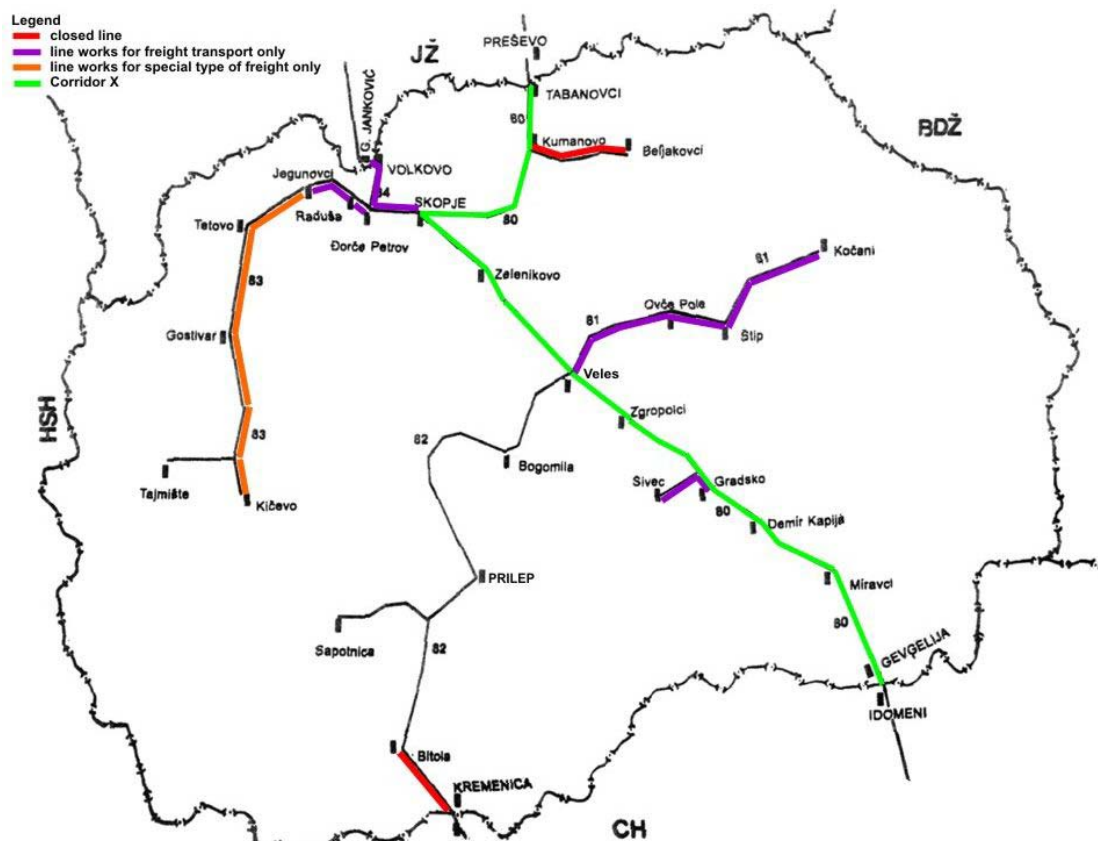 Legend
closed line
line works for freight transport only
line works for special type of freight only
Corridor X
PREŠEVO
JŽ
TABANOVCI
G. JANKOVIĆ
80
BDŽ
Kumanovo
Beljakovci
VOLKOVO
Jegunovci
84
SKOPJE
Raduša
Tetovo
80
Đorče Petrov
Kočani
81
Zelenikovo
83
Ovče Pole
81
Gostivar
Štip
Veles
HSH
Zgropolci
83
82
Bogomila
Sivec
Gradsko
Tajmište
Kičevo
80
Demir Kapija
PRILEP
Miravci
80
Sapotnica
82
GEVGELIJA
IDOMENI
Bitola
KREMENICA
CH